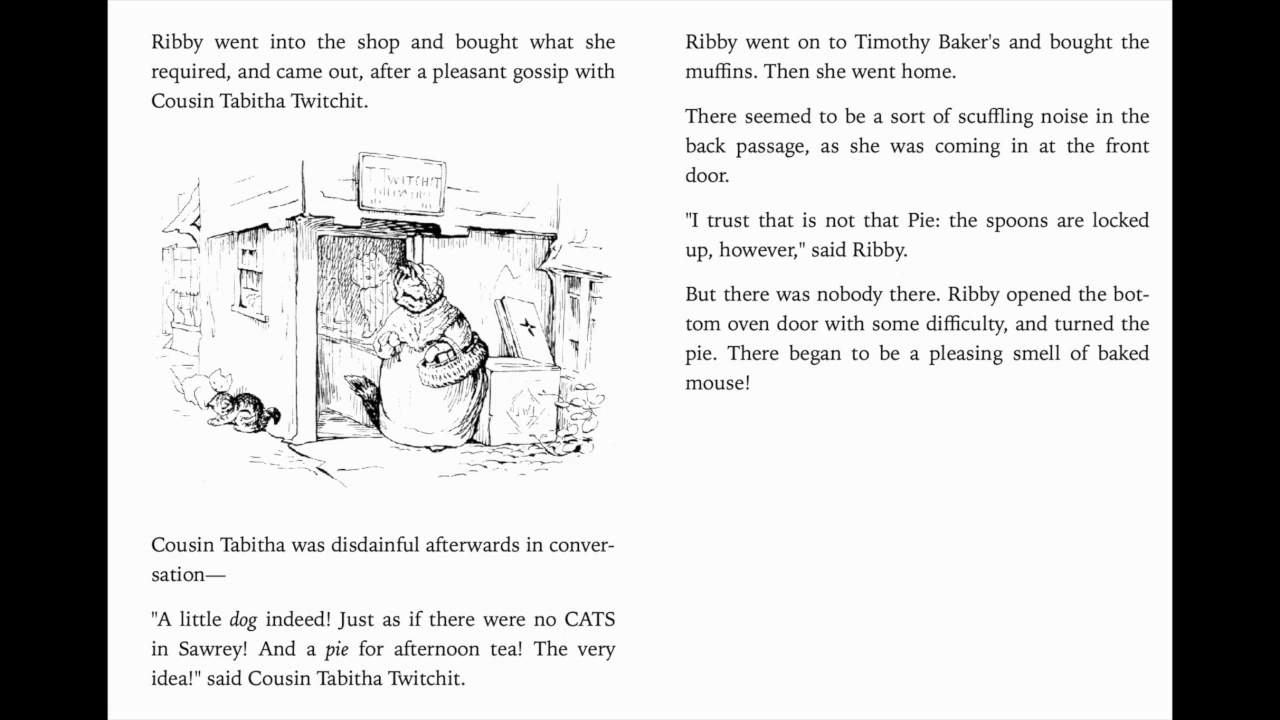 Ribby went into the shop and bought what she
required, and came out, after a pleasant gossip with
Cousin Tabitha Twitchit.
T TWITCHIT
Cousin Tabitha was disdainful afterwards in conver-
sation—
"A little dog indeed! Just as if there were no CATS
in Sawrey! And a pie for afternoon tea! The very
idea!" said Cousin Tabitha Twitchit.
Ribby went on to Timothy Baker's and bought the
muffins. Then she went home.
There seemed to be a sort of scuffling noise in the
back passage, as she was coming in at the front
door.
"I trust that is not that Pie: the spoons are locked
up, however," said Ribby.
But there was nobody there. Ribby opened the bot-
tom oven door with some difficulty, and turned the
pie. There began to be a pleasing smell of baked
mouse!